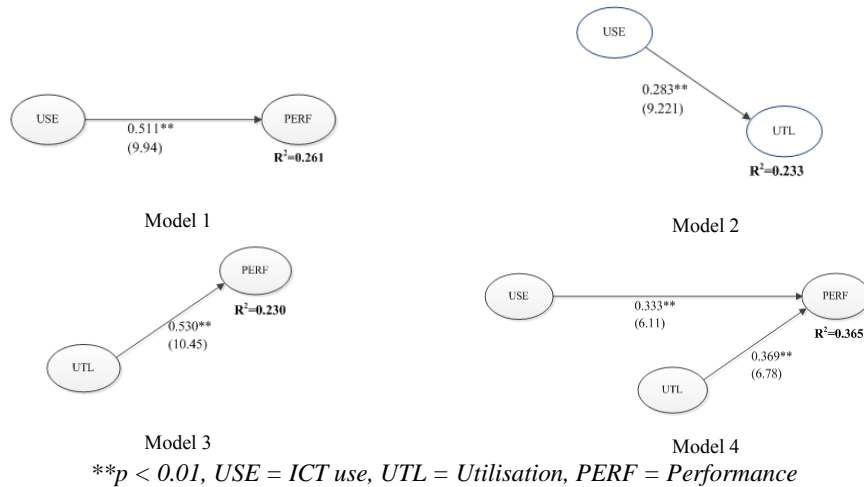 USE
0.511**
(9.94)
PERF
R²=0.261
Model 1
USE
0.283**
(9.221)
UTL
R²=0.233
Model 2
PERF
R²=0.230
0.530**
(10.45)
UTL
Model 3
USE
0.333**
(6.11)
PERF
R²=0.365
0.369**
(6.78)
UTL
Model 4
**p < 0.01, USE = ICT use, UTL = Utilisation, PERF = Performance